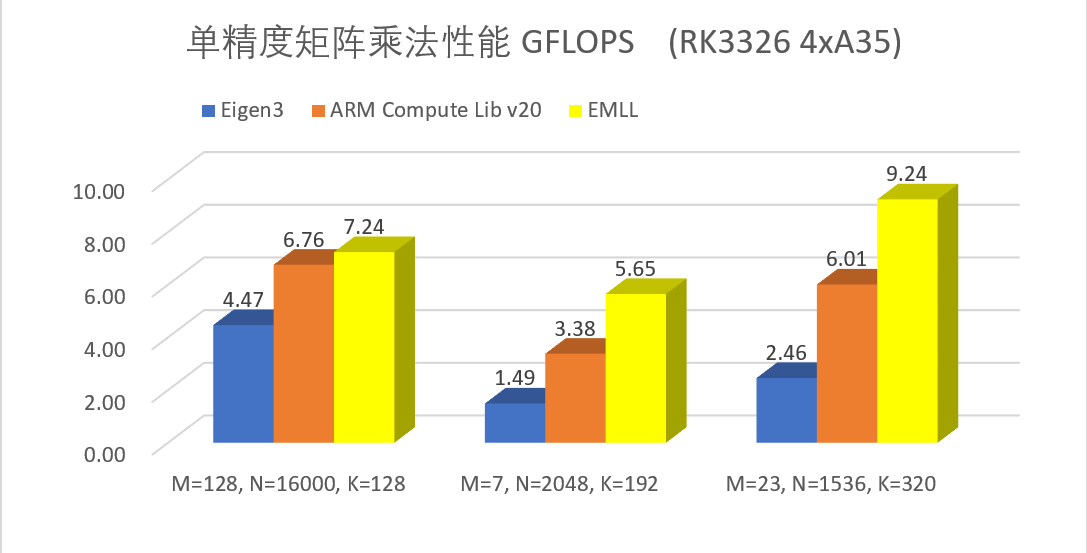 单精度矩阵乘法性能 GFLOPS (RK3326 4xA35)
Eigen3 ARM Compute Lib v20 EMLL
10.00
8.00
6.00
4.00
2.00
0.00
4.47 6.76 7.24
1.49 3.38 5.65
2.46 6.01 9.24
M=128, N=16000, K=128 M=7, N=2048, K=192 M=23, N=1536, K=320